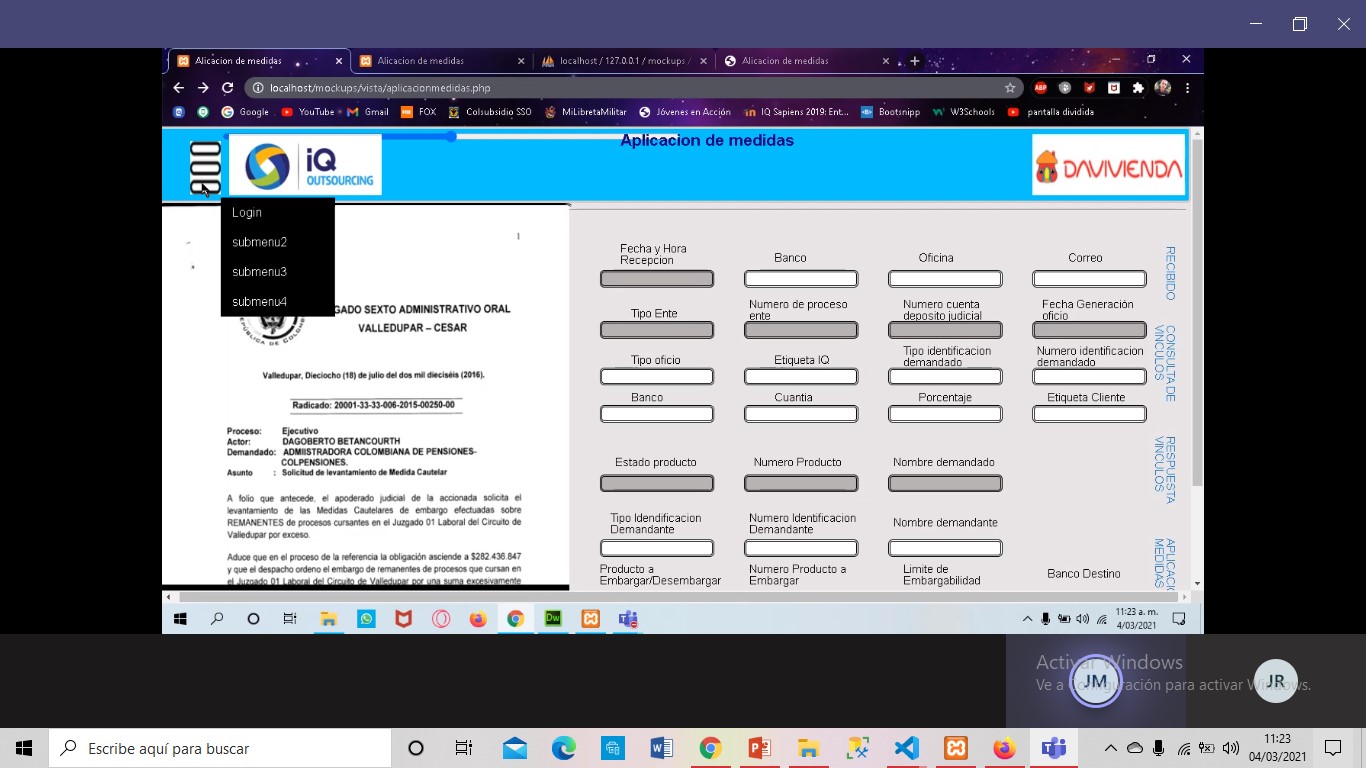 Alicacion de medidas
Alicacion de medidas
localhost / 127.0.0.1 / mockups /
Alicacion de medidas
localhost/mockups/vista/aplicacionmedidas.php
ABP
Google
YouTube
Gmail
FOX
Colsubsidio SSO
MiLibretaMilitar
Jóvenes en Acción
IQ Sapiens 2019: Ent...
Bootsnipp
W3Schools
pantalla dividida
Aplicacion de medidas
iQ
OUTSOURCING
DAVIVIENDA
Login
submenu2
submenu3
submenu4
1
GADO SEXTO ADMINISTRATIVO ORAL
VALLEDUPAR – CESAR
REPÚBLICA DE COLOMB
Valledupar, Dieciocho (18) de julio del dos mil dieciséis (2016).
Radicado: 20001-33-33-006-2015-00250-00
Proceso: Ejecutivo
Actor: DAGOBERTO BETANCOURTH
Demandado: ADMIISTRADORA COLOMBIANA DE PENSIONES-
COLPENSIONES.
Asunto : Solicitud de levantamiento de Medida Cautelar
A folio que antecede, el apoderado judicial de la accionada solicita el
levantamiento de las Medidas Cautelares de embargo efectuadas sobre
REMANENTES de procesos cursantes en el Juzgado 01 Laboral del Circuito de
Valledupar por exceso.
Aduce que en el proceso de la referencia la obligación asciende a $282.436.847
y que el despacho ordeno el embargo de remanentes de procesos que cursan en
el Juzgado 01 Laboral del Circuito de Valledupar por una suma excesivamente
Fecha y Hora
Recepcion
Banco
Oficina
Correo
Tipo Ente
Numero de proceso
ente
Numero cuenta
deposito judicial
Fecha Generación
oficio
Tipo oficio
Etiqueta IQ
Tipo identificacion
demandado
Numero identificacion
demandado
Banco
Cuantia
Porcentaje
Etiqueta Cliente
Estado producto
Numero Producto
Nombre demandado
Tipo Idendificacion
Demandante
Numero Identificacion
Demandante
Nombre demandante
Producto a
Embargar/Desembargar
Numero Producto a
Embargar
Limite de
Embargabilidad
Banco Destino
RECIBIDO
CONSULTA DE
VINCULOS
RESPUESTA
VINCULOS
APLICACI
MEDIDAS
Dw
11:23 a. m.
4/03/2021
Activar Windows
Ve a Configuración para activar Windows.
JM
JR
Escribe aquí para buscar
11:23
04/03/2021